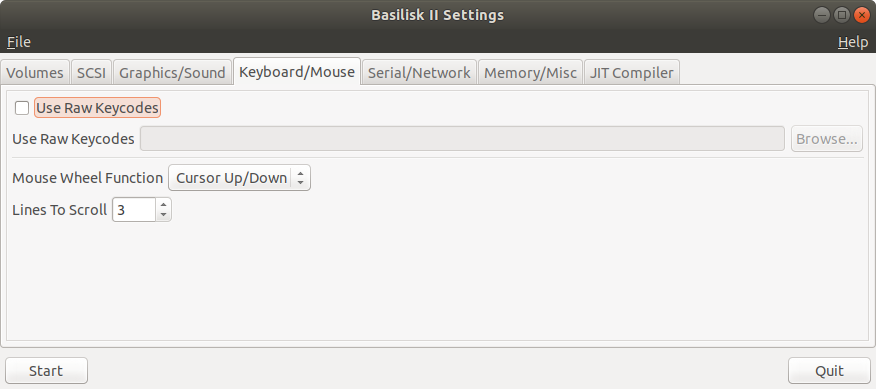 Basilisk II Settings
File Help
Volumes SCSI Graphics/Sound Keyboard/Mouse Serial/Network Memory/Misc JIT Compiler
Use Raw Keycodes
Use Raw Keycodes Browse...
Mouse Wheel Function Cursor Up/Down
Lines To Scroll 3
Start Quit